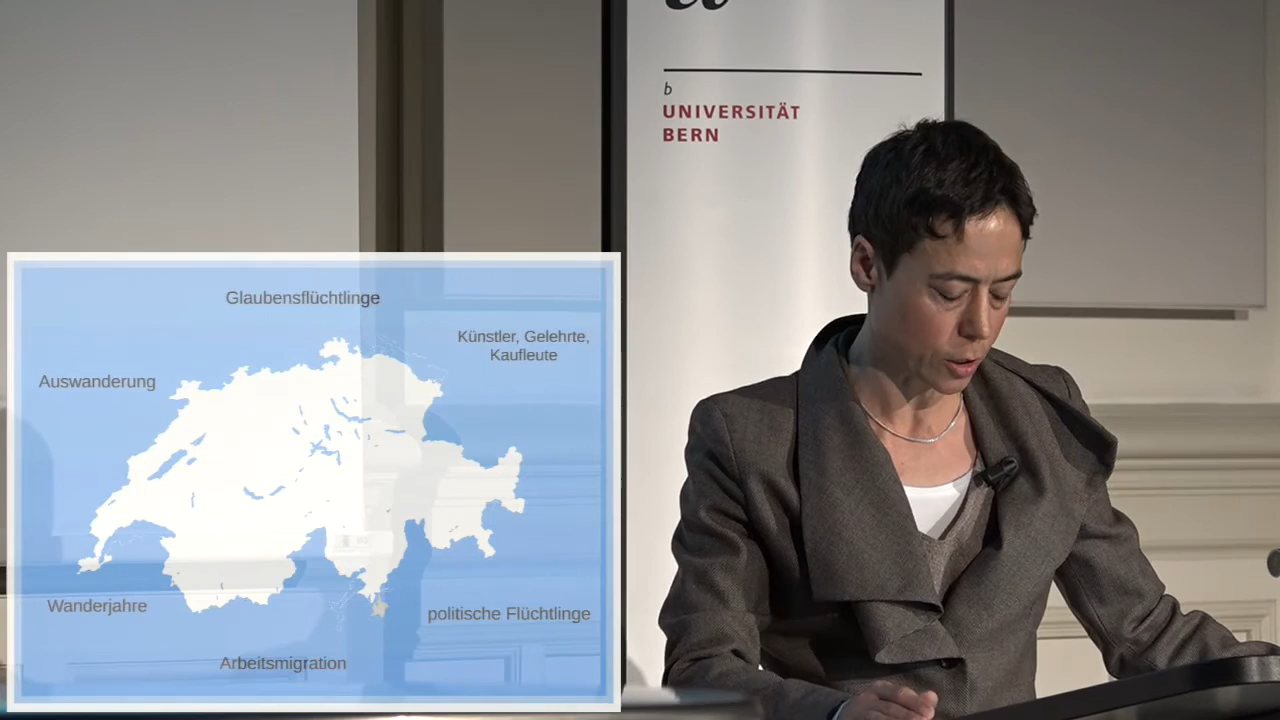 b
UNIVERSITÄT
BERN
Glaubensflüchtlinge
Künstler, Gelehrte,
Kaufleute
Auswanderung
Wanderjahre
politische Flüchtlinge
Arbeitsmigration